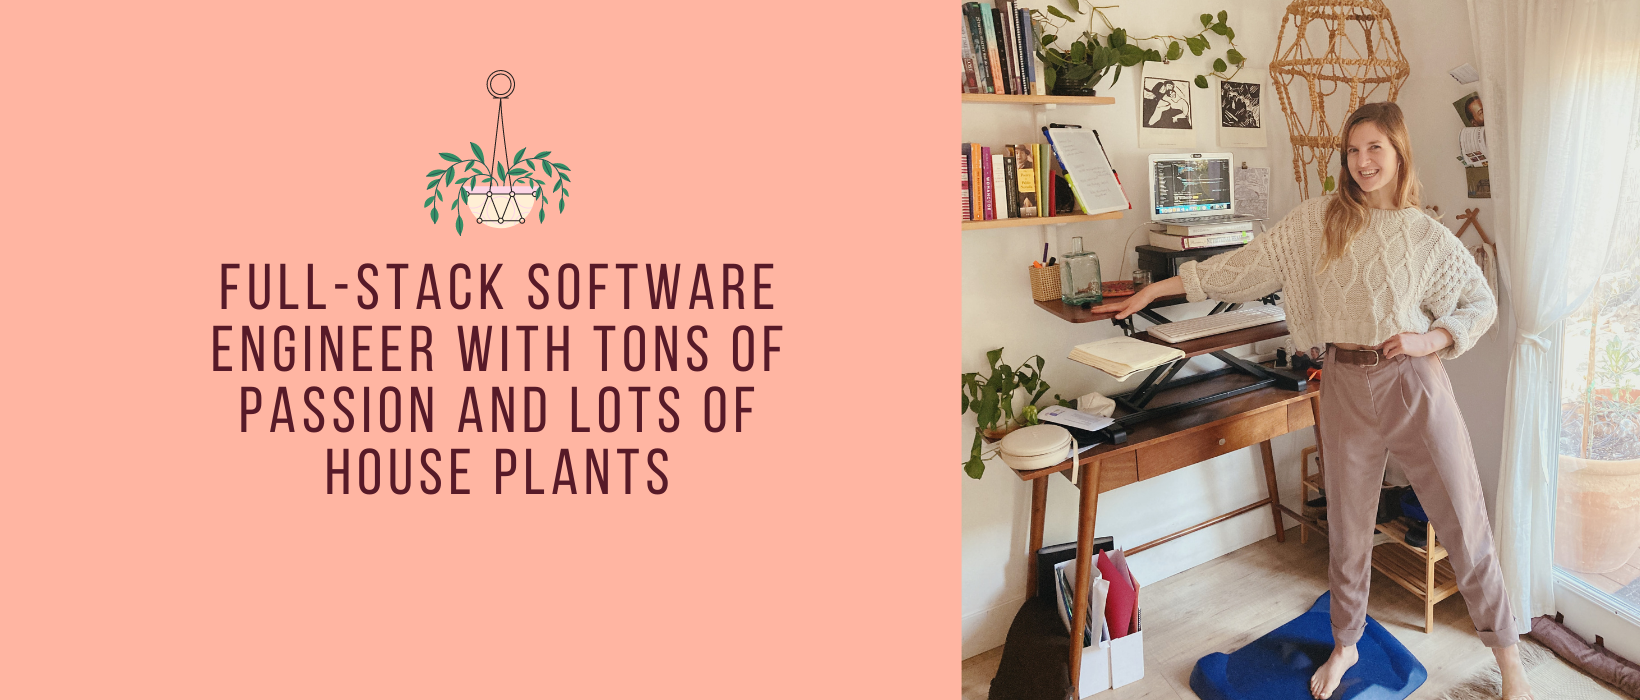 FULL-STACK SOFTWARE
ENGINEER WITH TONS OF
PASSION AND LOTS OF
HOUSE PLANTS